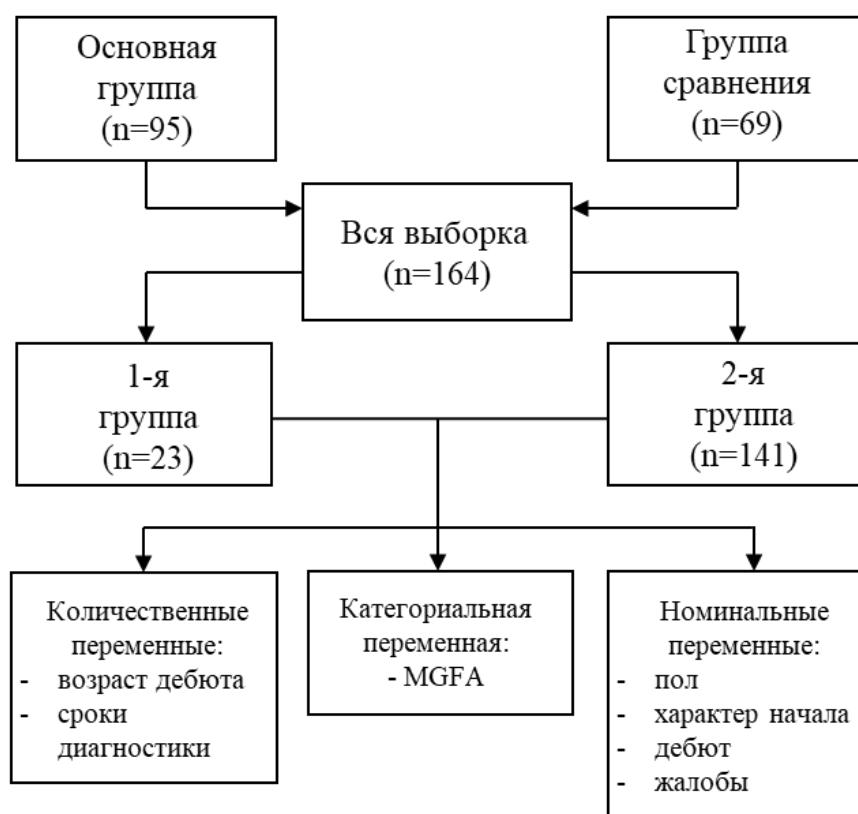 Основная
группа
(n=95)
Группа
сравнения
(n=69)
Вся выборка
(n=164)
1-я
группа
(n=23)
2-я
группа
(n=141)
Количественные
переменные:
- возраст дебюта
- сроки
диагностики
Категориальная
переменная:
- MGFA
Номинальные
переменные:
- пол
- характер начала
- дебют
- жалобы